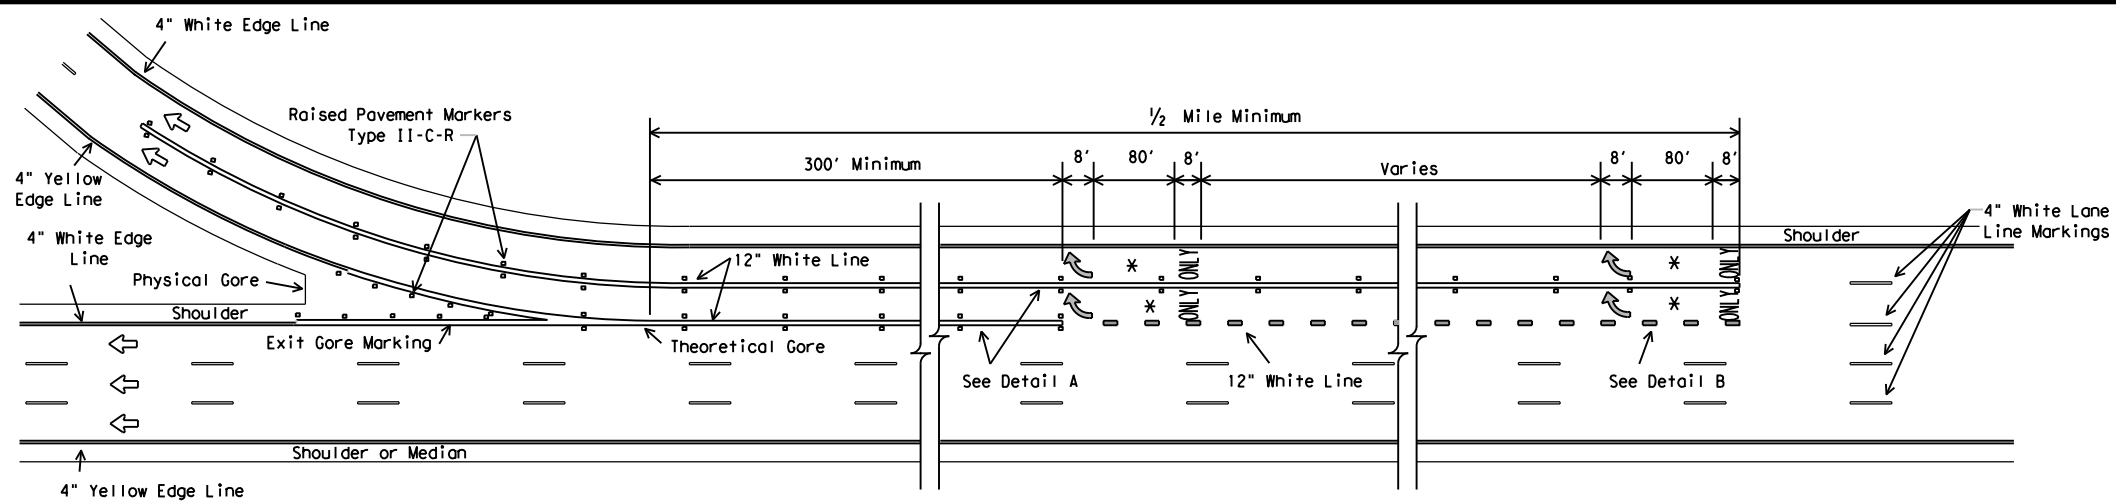 4" White Edge Line
Raised Pavement Markers
Type II-C-R
½ Mile Minimum
300' Minimum
8'
80'
8'
Varies
8'
80'
8'
4" Yellow
Edge Line
4" White Edge
Line
Physical Gore
Shoulder
12" White Line
ONLY
*
ONLY
*
ONLY
*
ONLY
*
Shoulder
4" White Lane
Line Markings
Exit Gore Marking
Theoretical Gore
See Detail A
12" White Line
See Detail B
Shoulder or Median
4" Yellow Edge Line